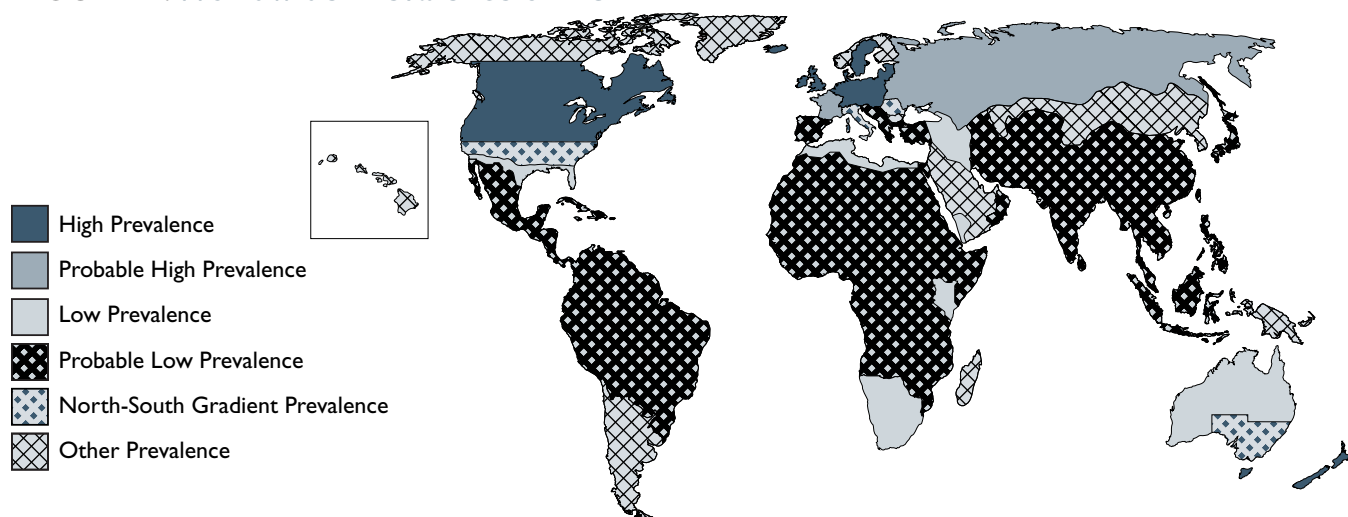 High Prevalence
Probable High Prevalence
Low Prevalence
Probable Low Prevalence
North-South Gradient Prevalence
Other Prevalence